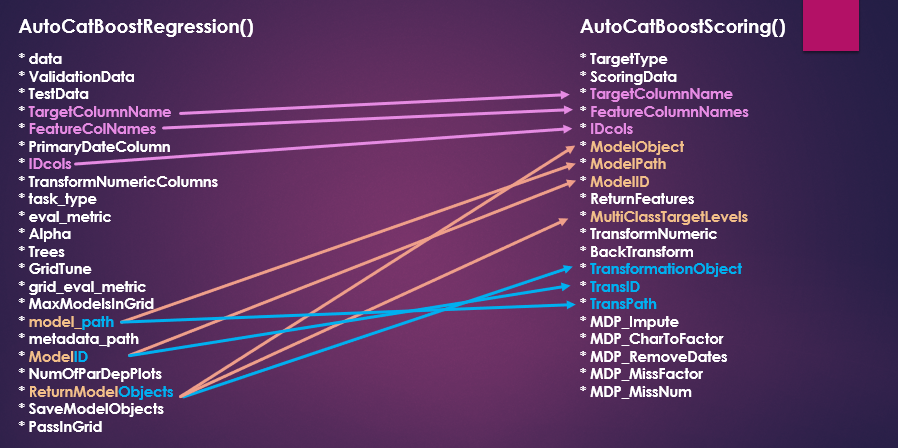 AutoCatBoostRegression()
* data
* ValidationData
* TestData
* TargetColumnName
* FeatureColNames
* PrimaryDateColumn
* IDcols
* TransformNumericColumns
* task_type
* eval_metric
* Alpha
* Trees
* GridTune
* grid_eval_metric
* MaxModelsInGrid
* model_path
* metadata_path
* ModelID
* NumOfParDepPlots
* ReturnModelObjects
* SaveModelObjects
* PassInGrid
AutoCatBoostScoring()
* TargetType
* ScoringData
* TargetColumnName
* FeatureColumnNames
* IDcols
* ModelObject
* ModelPath
* ModelID
* ReturnFeatures
* MultiClassTargetLevels
* TransformNumeric
* BackTransform
* TransformationObject
* TransID
* TransPath
* MDP_Impute
* MDP_CharToFactor
* MDP_RemoveDates
* MDP_MissFactor
* MDP_MissNum